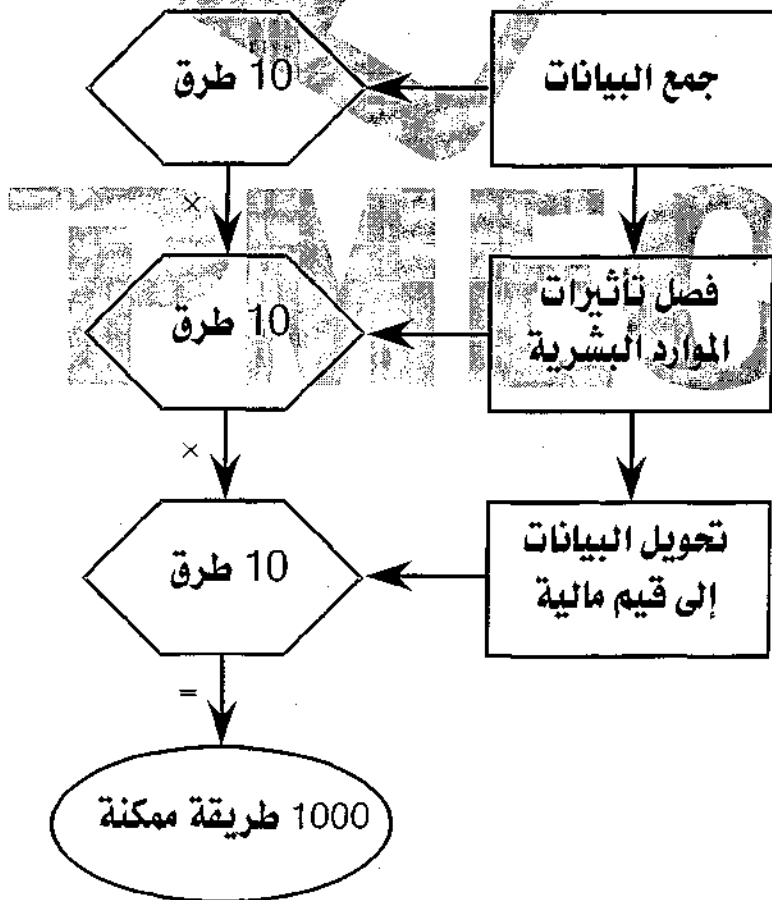 جمع البيانات
10 طرق
×
فصل تأثيرات
الموارد البشرية
10 طرق
×
تحويل البيانات
إلى قيم مالية
10 طرق
=
1000 طريقة ممكنة